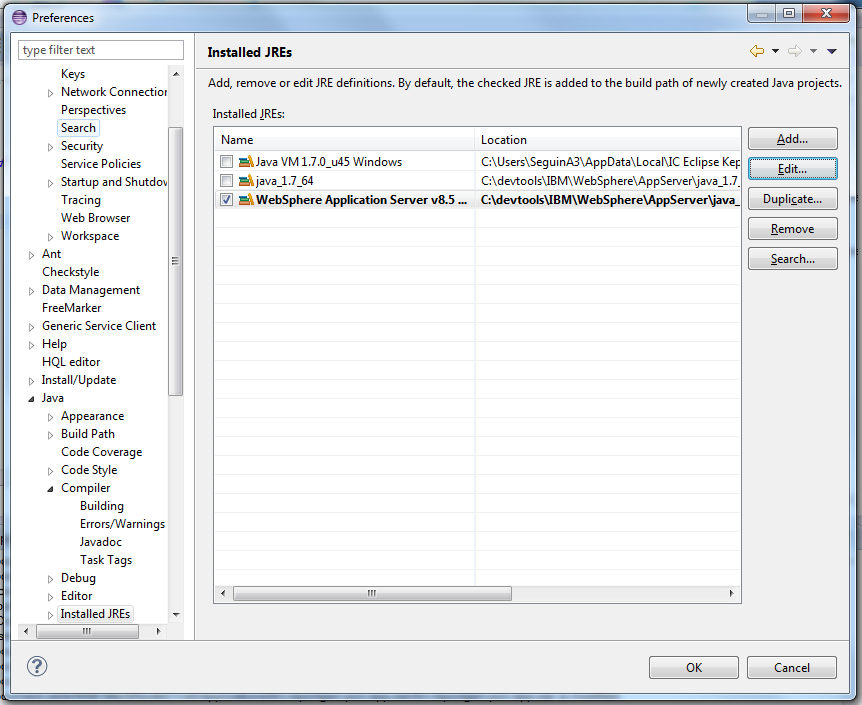 Preferences
type filter text
Keys
Network Connection
Perspectives
Search
Security
Service Policies
Startup and Shutdov
Tracing
Web Browser
Workspace
Ant
Checkstyle
Data Management
FreeMarker
Generic Service Client
Help
HQL editor
Install/Update
Java
Appearance
Build Path
Code Coverage
Code Style
Compiler
Building
Errors/Warnings
Javadoc
Task Tags
Debug
Editor
Installed JREs
Installed JREs
Add, remove or edit JRE definitions. By default, the checked JRE is added to the build path of newly created Java projects.
Installed JREs:
Name Location
Java VM 1.7.0_u45 Windows C:\Users\SeguinA3\AppData\Local\IC Eclipse Kep
java_1.7_64 C:\devtools\IBM\WebSphere\AppServer\java_1.7_
WebSphere Application Server v8.5 ... C:\devtools\IBM\WebSphere\AppServer\java_
Add...
Edit...
Duplicate...
Remove
Search...
?
OK Cancel